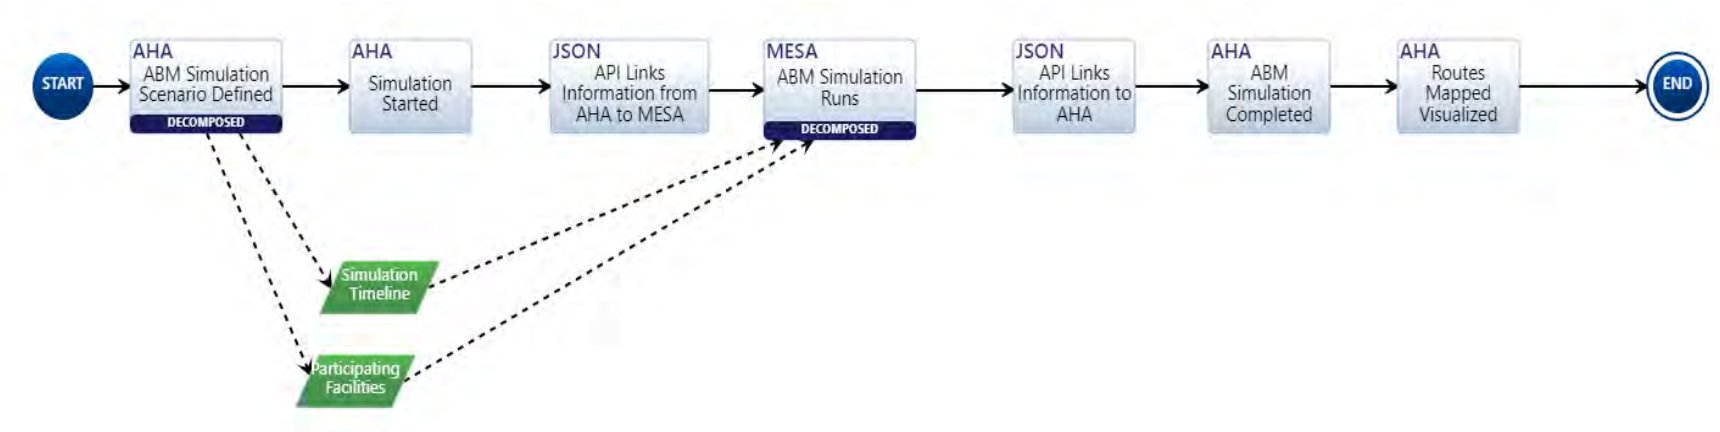 START
AHA
ABM Simulation
Scenario Defined
DECOMPOSED
AHA
Simulation
Started
JSON
API Links
Information from
AHA to MESA
MESA
ABM Simulation
Runs
DECOMPOSED
JSON
API Links
Information to
AHA
AHA
ABM
Simulation
Completed
AHA
Routes
Mapped
Visualized
END
Simulation
Timeline
Participating
Facilities